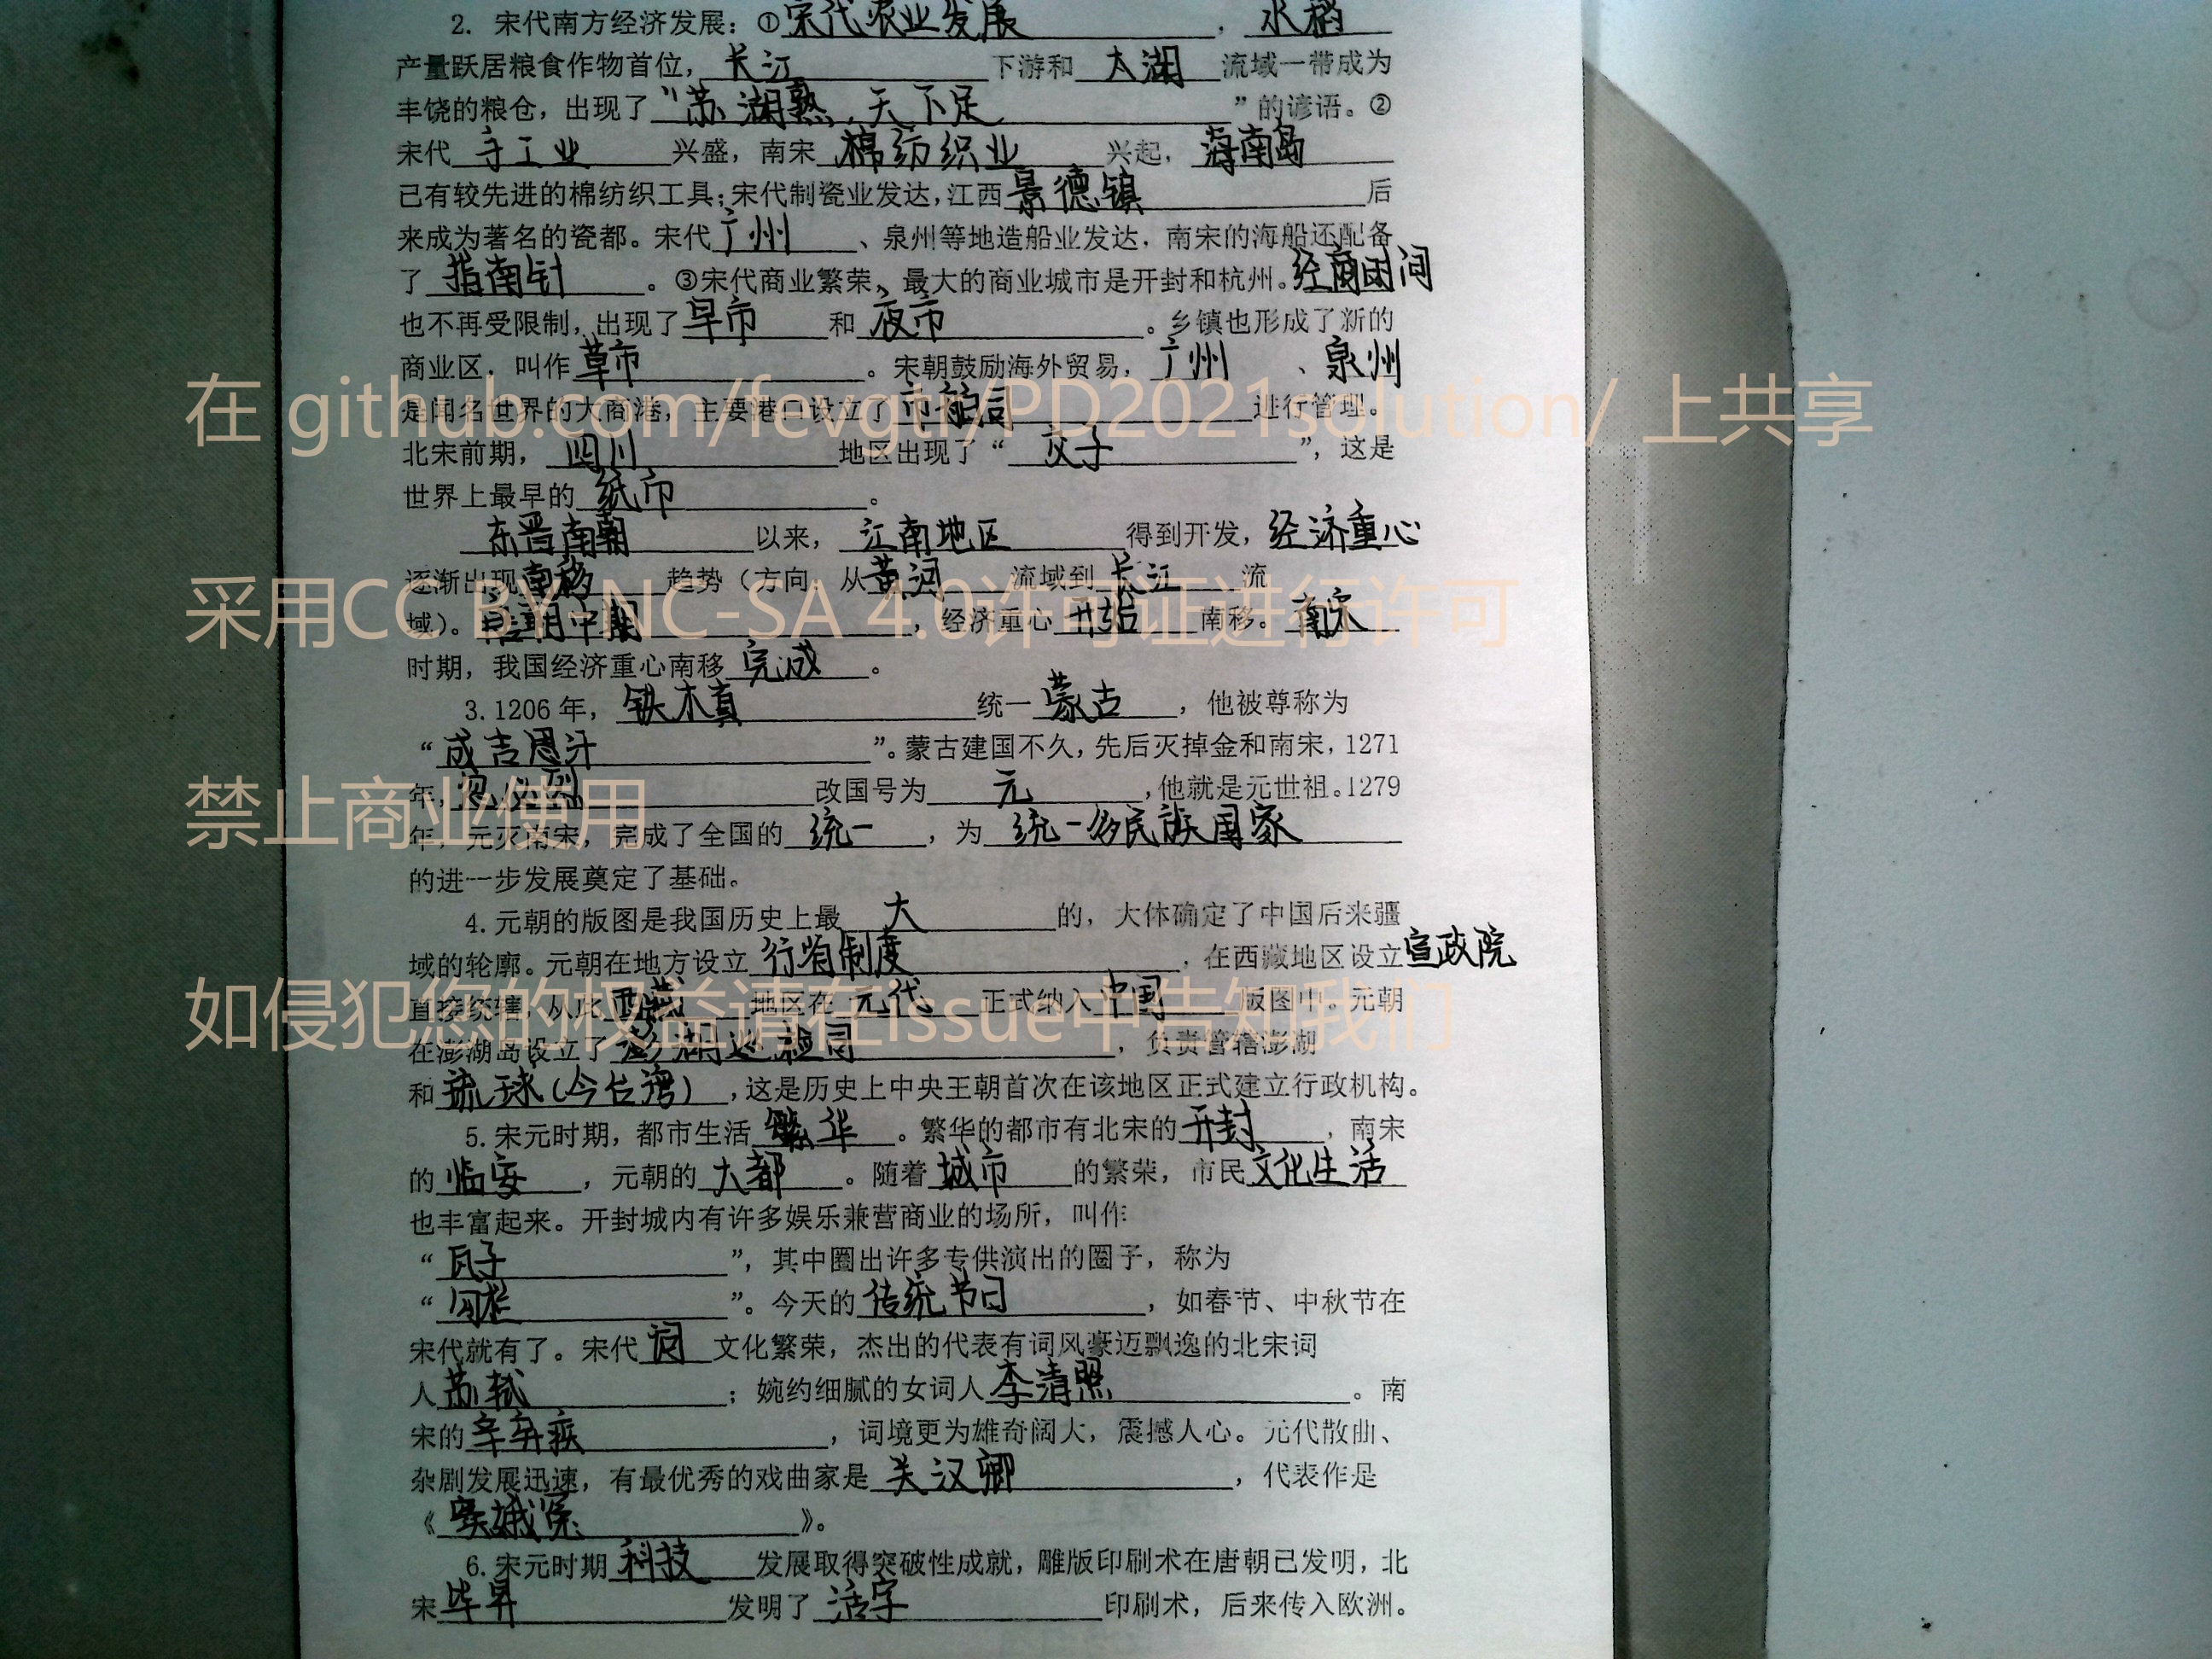 2. 宋代南方经济发展：①宋代农业发展，水稻
产量跃居粮食作物首位，长江下游和太湖流域一带成为
丰饶的粮仓，出现了“苏湖熟，天下足”的谚语。②
宋代手工业兴盛，南宋棉纺织业兴起，海南岛
已有较先进的棉纺织工具；宋代制瓷业发达，江西景德镇后
来成为著名的瓷都。宋代广州、泉州等地造船业发达，南宋的海船还配备
了指南针。③宋代商业繁荣，最大的商业城市是开封和杭州。经商时间
也不再受限制，出现了早市和夜市。乡镇也形成了新的
商业区，叫作草市。宋朝鼓励海外贸易，广州、泉州
在 github.com/fcvgti/PD2021solution/ 上共享
是闻名世界的大商港，主要港口设立了市舶司进行管理。
北宋前期，四川地区出现了“交子”，这是
世界上最早的纸币。
东晋南朝以来，江南地区得到开发，经济重心
逐渐出现南移趋势（方向，从黄河流域到长江流
采用CC BY-NC-SA 4.0许可证进行许可
域）。唐朝中期，经济重心开始南移。南宋
时期，我国经济重心南移完成。
3.1206年，铁木真统一蒙古，他被尊称为
“成吉思汗”。蒙古建国不久，先后灭掉金和南宋，1271
年，忽必烈改国号为元，他就是元世祖。1279
禁止商业使用
年，元灭南宋，完成了全国的统一，为统一多民族国家
的进一步发展奠定了基础。
4.元朝的版图是我国历史上最大的，大体确定了中国后来疆
域的轮廓。元朝在地方设立行省制度，在西藏地区设立宣政院
直接统辖，从此西藏地区在元代正式纳入中国版图中。元朝
如侵犯您的权益请在issue中告知我们
在澎湖岛设立了澎湖巡检司，负责管辖澎湖
和琉球(今台湾)，这是历史上中央王朝首次在该地区正式建立行政机构。
5.宋元时期，都市生活繁华。繁华的都市有北宋的开封，南宋
的临安，元朝的大都。随着城市的繁荣，市民文化生活
也丰富起来。开封城内有许多娱乐兼营商业的场所，叫作
“瓦子”，其中圈出许多专供演出的圈子，称为
“勾栏”。今天的传统节日，如春节、中秋节在
宋代就有了。宋代词文化繁荣，杰出的代表有词风豪迈飘逸的北宋词
人苏轼；婉约细腻的女词人李清照。南
宋的辛弃疾，词境更为雄奇阔大，震撼人心。元代散曲、
杂剧发展迅速，有最优秀的戏曲家是关汉卿，代表作是
《窦娥冤》。
6.宋元时期科技发展取得突破性成就，雕版印刷术在唐朝已发明，北
宋毕昇发明了活字印刷术，后来传入欧洲。